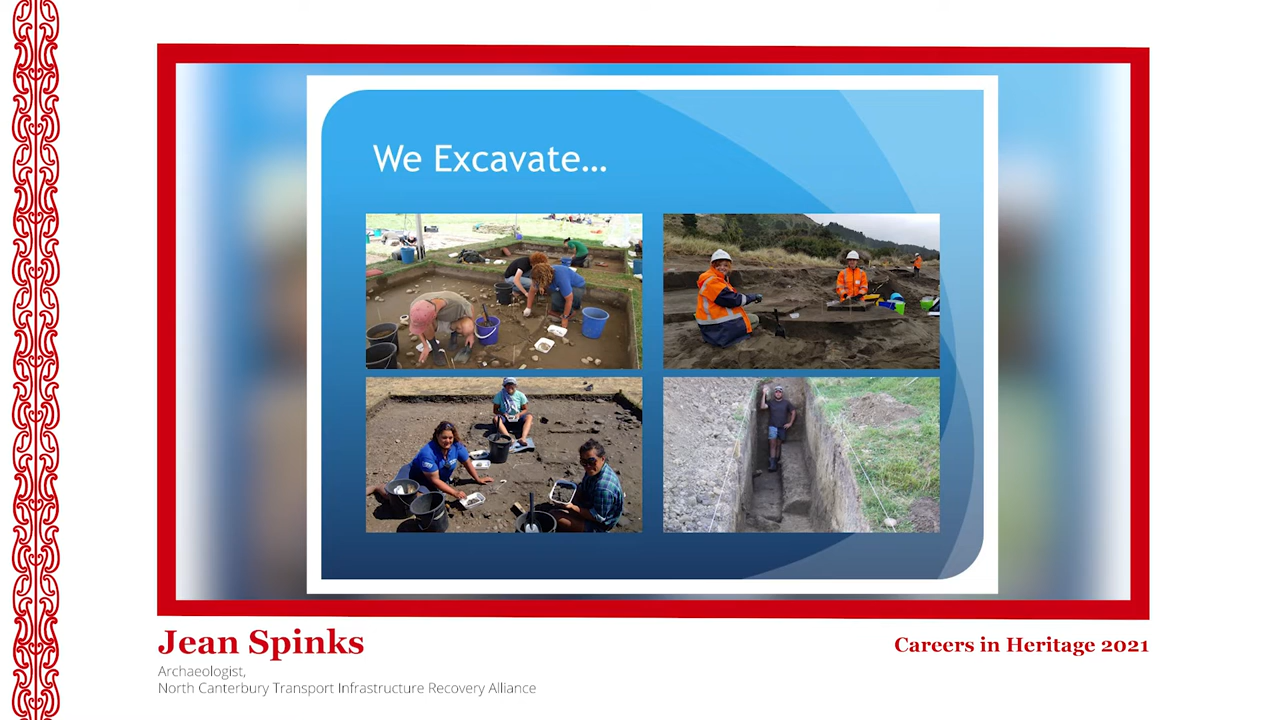 We Excavate...
Jean Spinks
Archaeologist,
North Canterbury Transport Infrastructure Recovery Alliance
Careers in Heritage 2021